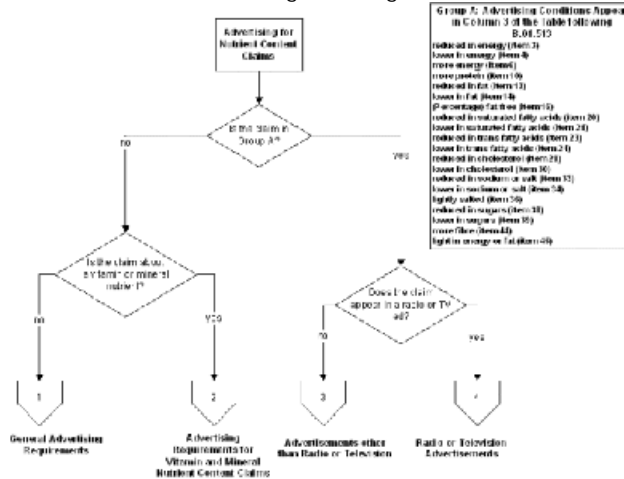 Group A: Advertising Conditions Appear
in Column 3 of the Table following
B.01.513
reduced in energy (item 3)
lower in energy (item 4)
more energy (item 6)
more protein (item 10)
reduced in fat (item 13)
lower in fat (item 14)
(Percentage) fat free (item 16)
reduced in saturated fatty acids (item 20)
lower in saturated fatty acids (item 21)
reduced in trans fatty acids (item 23)
lower in trans fatty acids (item 24)
reduced in cholesterol (item 29)
lower in cholesterol (item 30)
reduced in sodium or salt (item 33)
lower in sodium or salt (item 34)
lightly salted (item 36)
reduced in sugars (item 38)
lower in sugars (item 39)
more fibre (item 44)
light in energy or fat (item 45)
Advertising for
Nutrient Content
Claims
Is the claim in
Group A?
no
yes
Is the claim about
a vitamin or mineral
nutrient?
Does the claim
appear in a radio or TV
ad?
no
yes
no
yes
1
2
3
4
General Advertising
Requirements
Advertising
Requirements for
Vitamin and Mineral
Nutrient Content Claims
Advertisements other
than Radio or Television
Radio or Television
Advertisements